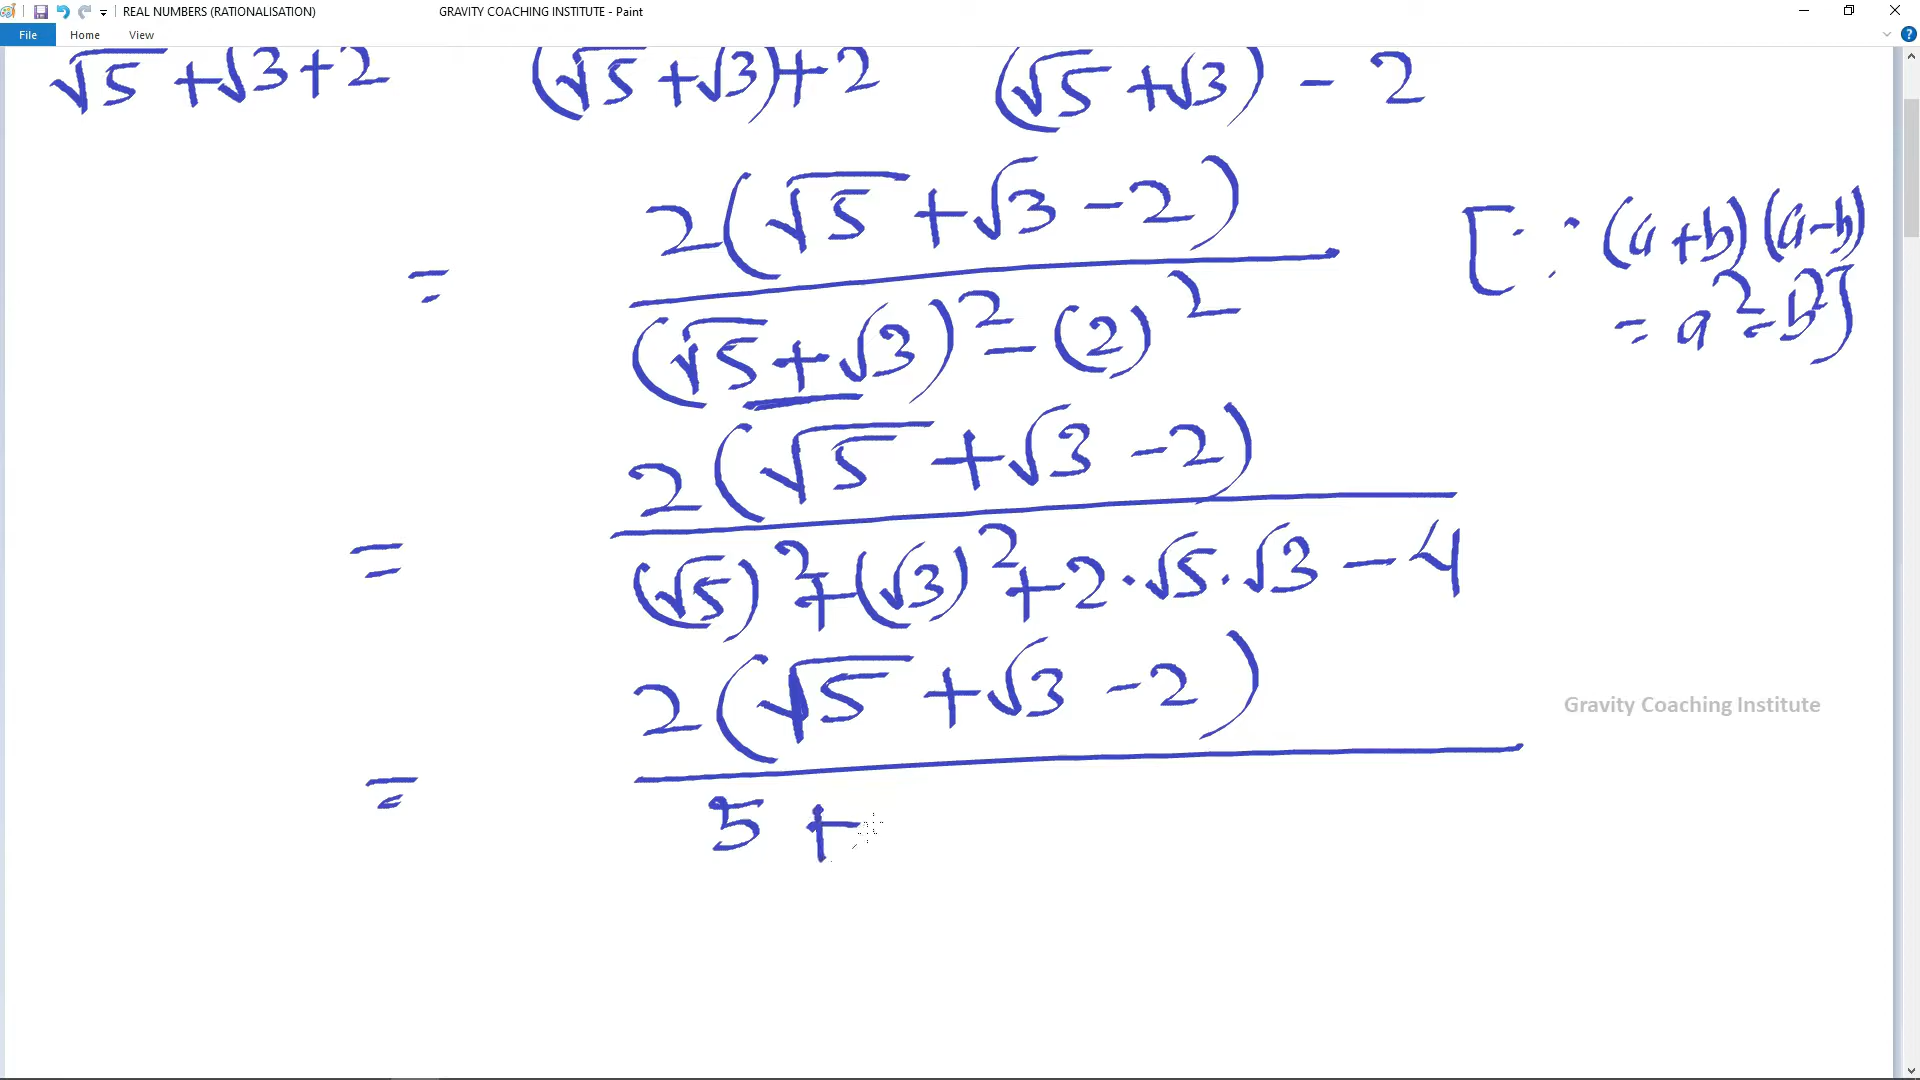 REAL NUMBERS (RATIONALISATION) GRAVITY COACHING INSTITUTE - Paint
File Home View
√5 + √3 + 2 (√5 + √3) + 2 (√5 + √3) - 2
2(√5 + √3 - 2)
=
(√5 + √3)² - (2)²
[∵ (a+b)(a-b)
= a² - b²]
2(√5 + √3 - 2)
=
(√5)² + (√3)² + 2·√5·√3 - 4
2(√5 + √3 - 2)
=
5 +
Gravity Coaching Institute